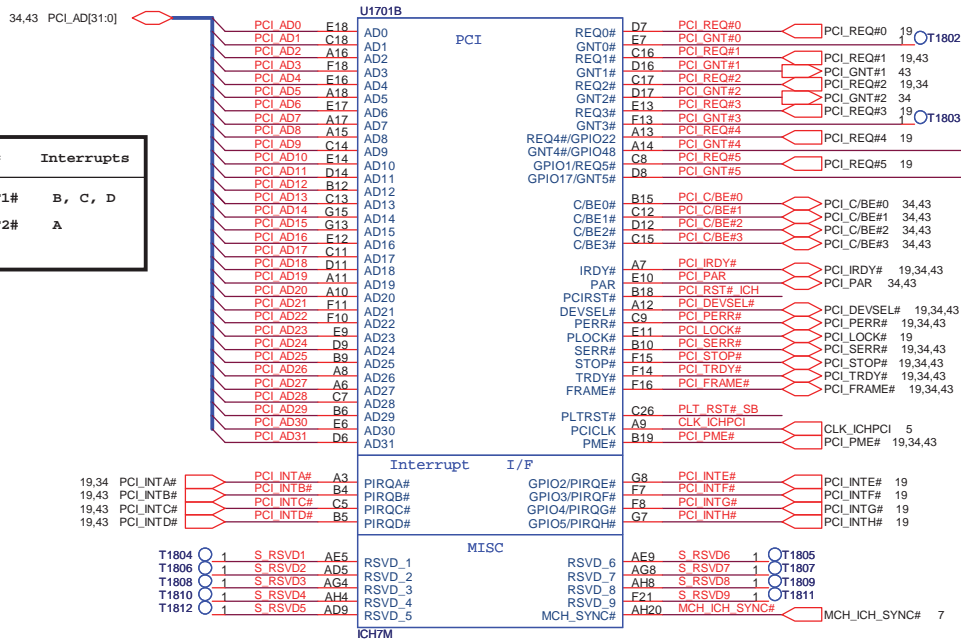 U1701B
34,43 PCI_AD[31:0]
PCI
PCI_AD0 E18 AD0 REQ0# D7 PCI_REQ#0 PCI_REQ#0 19
PCI_AD1 C18 AD1 GNT0# E7 PCI_GNT#0 1 T1802
PCI_AD2 A16 AD2 REQ1# C16 PCI_REQ#1 PCI_REQ#1 19,43
PCI_AD3 F18 AD3 GNT1# D16 PCI_GNT#1 PCI_GNT#1 43
PCI_AD4 E16 AD4 REQ2# C17 PCI_REQ#2 PCI_REQ#2 19,34
PCI_AD5 A18 AD5 GNT2# D17 PCI_GNT#2 PCI_GNT#2 34
PCI_AD6 E17 AD6 REQ3# E13 PCI_REQ#3 PCI_REQ#3 19
PCI_AD7 A17 AD7 GNT3# F13 PCI_GNT#3 1 T1803
PCI_AD8 A15 AD8 REQ4#/GPIO22 A13 PCI_REQ#4 PCI_REQ#4 19
PCI_AD9 C14 AD9 GNT4#/GPIO48 A14 PCI_GNT#4
PCI_AD10 E14 AD10 GPIO1/REQ5# C8 PCI_REQ#5 PCI_REQ#5 19
PCI_AD11 D14 AD11 GPIO17/GNT5# D8 PCI_GNT#5
PCI_AD12 B12 AD12
PCI_AD13 C13 AD13 C/BE0# B15 PCI_C/BE#0 PCI_C/BE#0 34,43
PCI_AD14 G15 AD14 C/BE1# C12 PCI_C/BE#1 PCI_C/BE#1 34,43
PCI_AD15 G13 AD15 C/BE2# D12 PCI_C/BE#2 PCI_C/BE#2 34,43
PCI_AD16 E12 AD16 C/BE3# C15 PCI_C/BE#3 PCI_C/BE#3 34,43
PCI_AD17 C11 AD17
PCI_AD18 D11 AD18 IRDY# A7 PCI_IRDY# PCI_IRDY# 19,34,43
PCI_AD19 A11 AD19 PAR E10 PCI_PAR PCI_PAR 34,43
PCI_AD20 A10 AD20 PCIRST# B18 PCI_RST#_ICH
PCI_AD21 F11 AD21 DEVSEL# A12 PCI_DEVSEL# PCI_DEVSEL# 19,34,43
PCI_AD22 F10 AD22 PERR# C9 PCI_PERR# PCI_PERR# 19,34,43
PCI_AD23 E9 AD23 PLOCK# E11 PCI_LOCK# PCI_LOCK# 19
PCI_AD24 D9 AD24 SERR# B10 PCI_SERR# PCI_SERR# 19,34,43
PCI_AD25 B9 AD25 STOP# F15 PCI_STOP# PCI_STOP# 19,34,43
PCI_AD26 A8 AD26 TRDY# F14 PCI_TRDY# PCI_TRDY# 19,34,43
PCI_AD27 A6 AD27 FRAME# F16 PCI_FRAME# PCI_FRAME# 19,34,43
PCI_AD28 C7 AD28
PCI_AD29 B6 AD29 PLTRST# C26 PLT_RST#_SB
PCI_AD30 E6 AD30 PCICLK A9 CLK_ICHPCI CLK_ICHPCI 5
PCI_AD31 D6 AD31 PME# B19 PCI_PME# PCI_PME# 19,34,43
Interrupts
1# B, C, D
2# A
Interrupt I/F
19,34 PCI_INTA# PCI_INTA# A3 PIRQA# GPIO2/PIRQE# G8 PCI_INTE# PCI_INTE# 19
19,43 PCI_INTB# PCI_INTB# B4 PIRQB# GPIO3/PIRQF# F7 PCI_INTF# PCI_INTF# 19
19,43 PCI_INTC# PCI_INTC# C5 PIRQC# GPIO4/PIRQG# F8 PCI_INTG# PCI_INTG# 19
19,43 PCI_INTD# PCI_INTD# B5 PIRQD# GPIO5/PIRQH# G7 PCI_INTH# PCI_INTH# 19
MISC
T1804 1 S_RSVD1 AE5 RSVD_1 RSVD_6 AE9 S_RSVD6 1 T1805
T1806 1 S_RSVD2 AD5 RSVD_2 RSVD_7 AG8 S_RSVD7 1 T1807
T1808 1 S_RSVD3 AG4 RSVD_3 RSVD_8 AH8 S_RSVD8 1 T1809
T1810 1 S_RSVD4 AH4 RSVD_4 RSVD_9 F21 S_RSVD9 1 T1811
T1812 1 S_RSVD5 AD9 RSVD_5 MCH_SYNC# AH20 MCH_ICH_SYNC# MCH_ICH_SYNC# 7
ICH7M